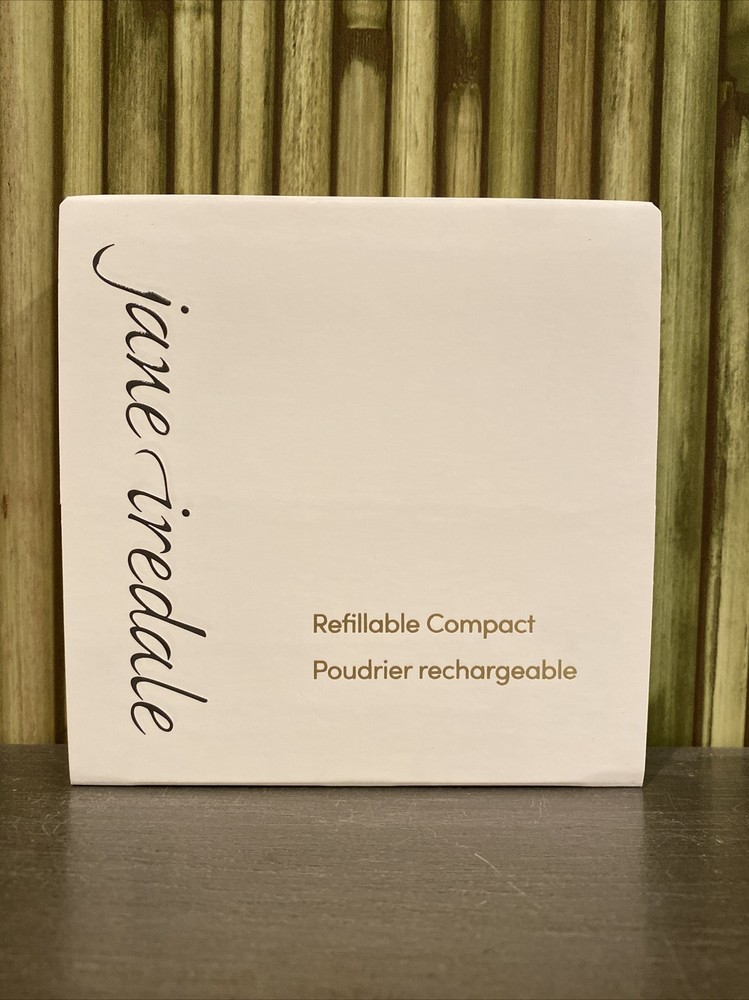 jane iredale
Refillable Compact
Poudrier rechargeable